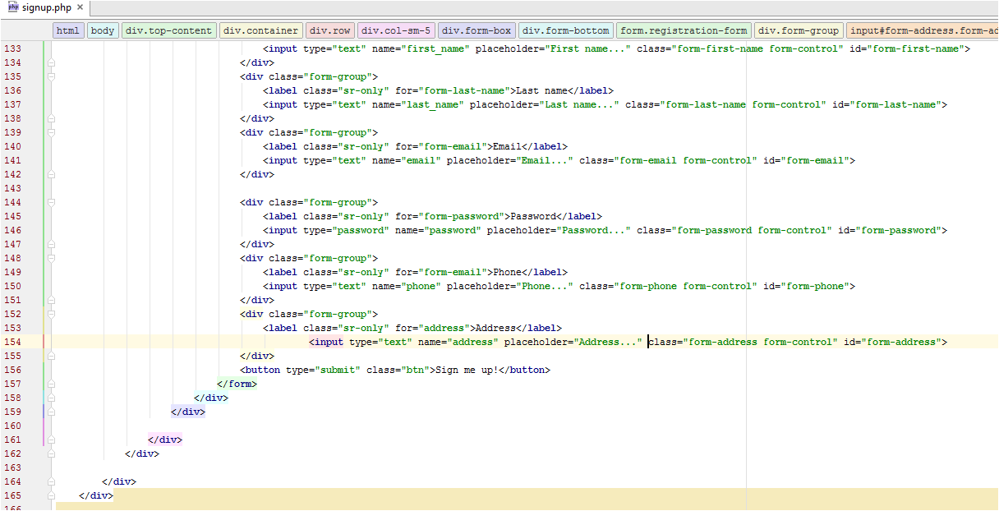 signup.php
html body div.top-content div.container div.row div.col-sm-5 div.form-box div.form-bottom form.registration-form div.form-group input#form-address.form-ad
133 <input type="text" name="first_name" placeholder="First name..." class="form-first-name form-control" id="form-first-name">
134 </div>
135 <div class="form-group">
136 <label class="sr-only" for="form-last-name">Last name</label>
137 <input type="text" name="last_name" placeholder="Last name..." class="form-last-name form-control" id="form-last-name">
138 </div>
139 <div class="form-group">
140 <label class="sr-only" for="form-email">Email</label>
141 <input type="text" name="email" placeholder="Email..." class="form-email form-control" id="form-email">
142 </div>
143
144 <div class="form-group">
145 <label class="sr-only" for="form-password">Password</label>
146 <input type="password" name="password" placeholder="Password..." class="form-password form-control" id="form-password">
147 </div>
148 <div class="form-group">
149 <label class="sr-only" for="form-email">Phone</label>
150 <input type="text" name="phone" placeholder="Phone..." class="form-phone form-control" id="form-phone">
151 </div>
152 <div class="form-group">
153 <label class="sr-only" for="address">Address</label>
154 <input type="text" name="address" placeholder="Address..." class="form-address form-control" id="form-address">
155 </div>
156 <button type="submit" class="btn">Sign me up!</button>
157 </form>
158 </div>
159 </div>
160
161 </div>
162 </div>
163
164 </div>
165 </div>
166